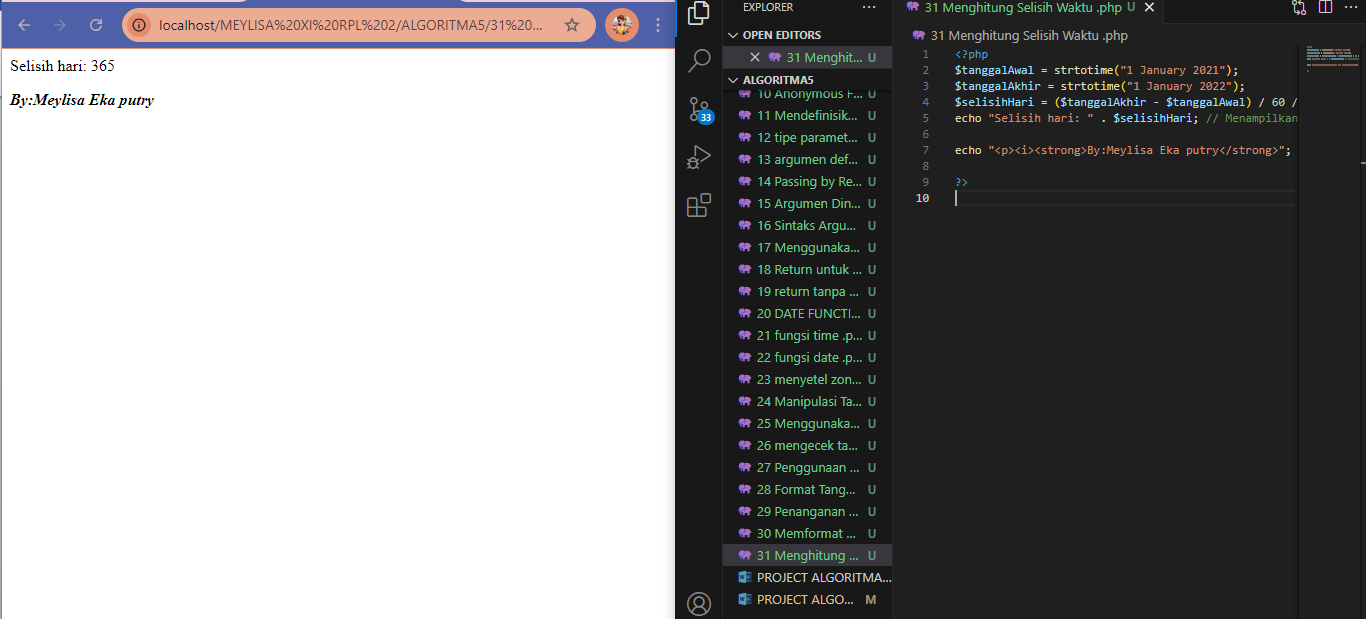 localhost/MEYLISA%20XI%20RPL%202/ALGORITMA5/31%20...
Selisih hari: 365
By:Meylisa Eka putry
33
EXPLORER
OPEN EDITORS
31 Menghit... U
ALGORITMA5
10 Anonymous F... U
11 Mendefinisik... U
12 tipe paramet... U
13 argumen def... U
14 Passing by Re... U
15 Argumen Din... U
16 Sintaks Argu... U
17 Menggunaka... U
18 Return untuk ... U
19 return tanpa ... U
20 DATE FUNCTI... U
21 fungsi time .p... U
22 fungsi date .p... U
23 menyetel zon... U
24 Manipulasi Ta... U
25 Menggunaka... U
26 mengecek ta... U
27 Penggunaan ... U
28 Format Tang... U
29 Penanganan ... U
30 Memformat ... U
31 Menghitung ... U
PROJECT ALGORITMA...
PROJECT ALGO... M
31 Menghitung Selisih Waktu .php U
31 Menghitung Selisih Waktu .php
1 <?php
2 $tanggalAwal = strtotime("1 January 2021");
3 $tanggalAkhir = strtotime("1 January 2022");
4 $selisihHari = ($tanggalAkhir - $tanggalAwal) / 60 /
5 echo "Selisih hari: " . $selisihHari; // Menampilkan
6
7 echo "<p><i><strong>By:Meylisa Eka putry</strong>";
8
9 ?>
10